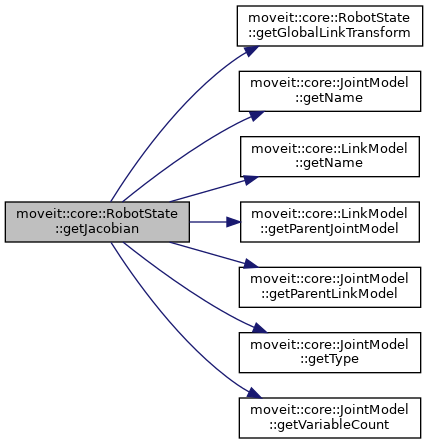 moveit::core::RobotState
::getJacobian
moveit::core::RobotState
::getGlobalLinkTransform
moveit::core::JointModel
::getName
moveit::core::LinkModel
::getName
moveit::core::LinkModel
::getParentJointModel
moveit::core::JointModel
::getParentLinkModel
moveit::core::JointModel
::getType
moveit::core::JointModel
::getVariableCount